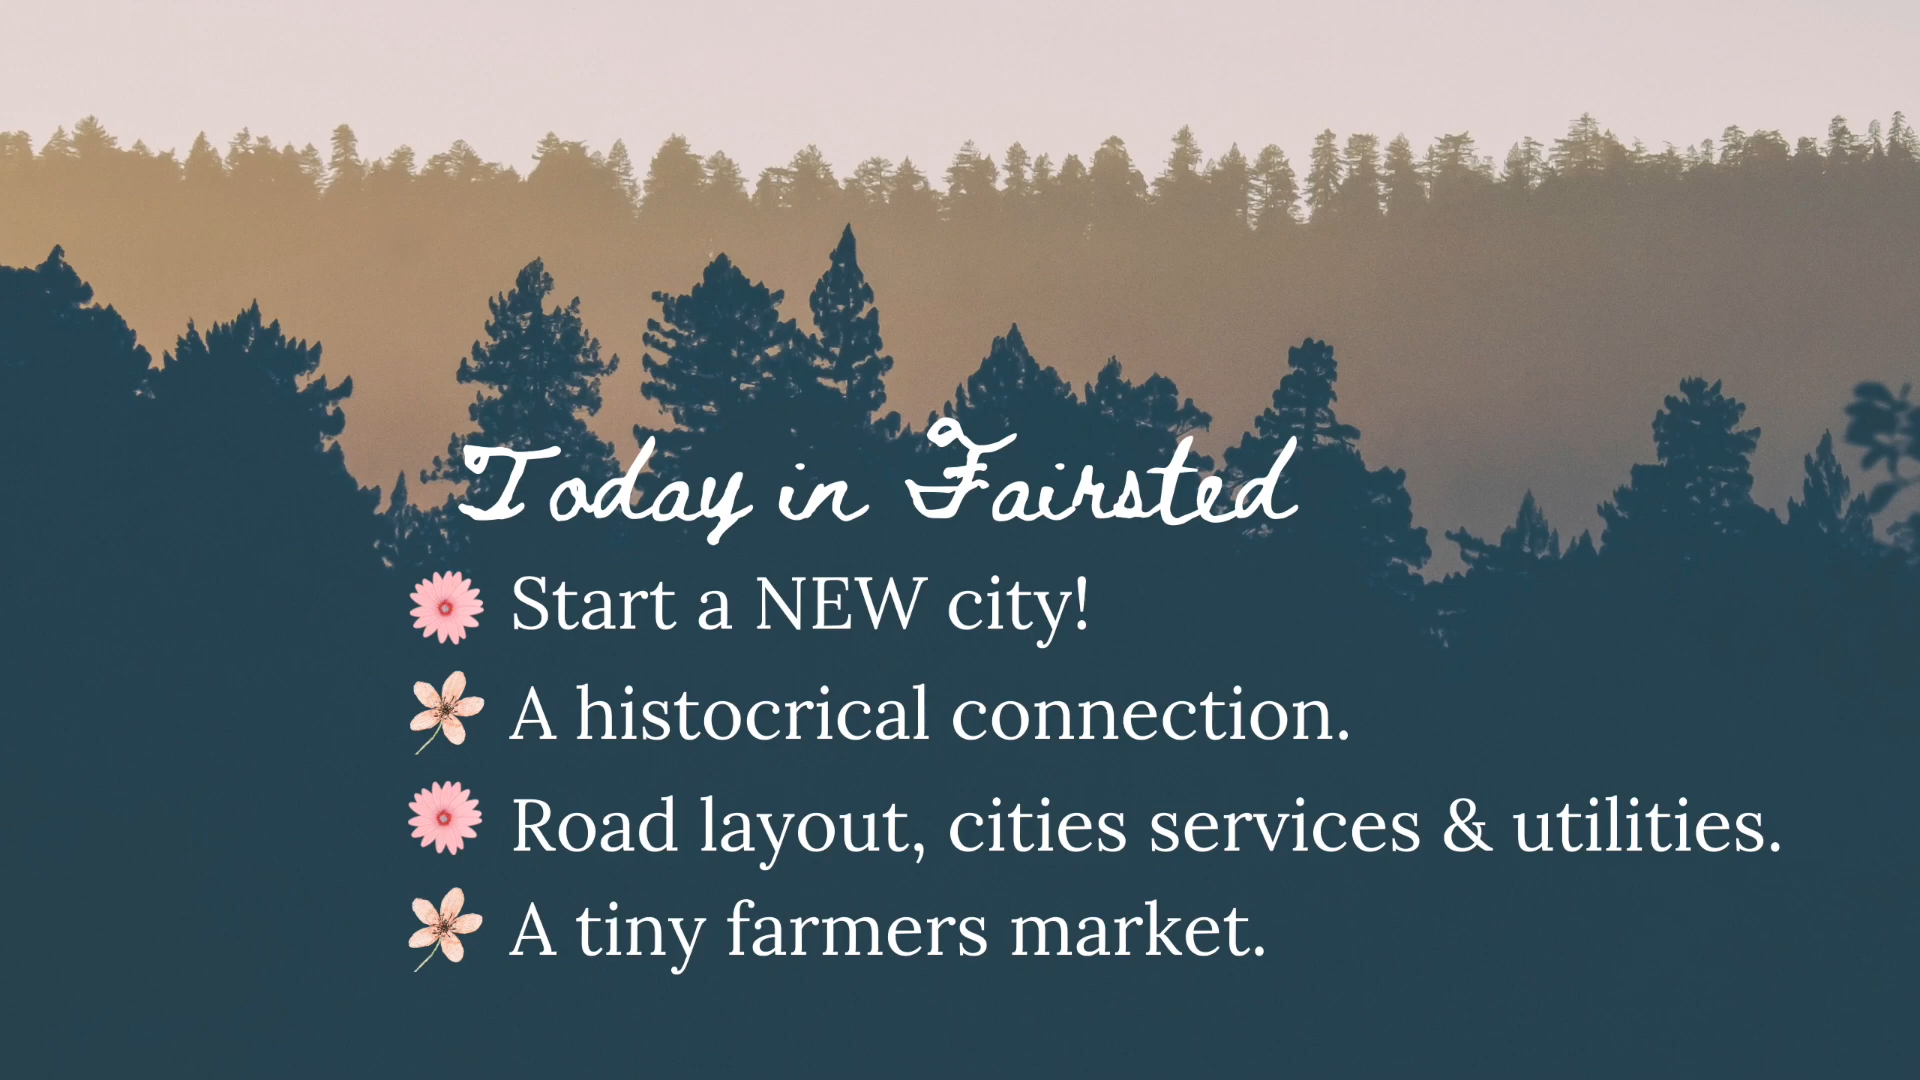 Today in Fairsted
Start a NEW city!
A histocrical connection.
Road layout, cities services & utilities.
A tiny farmers market.